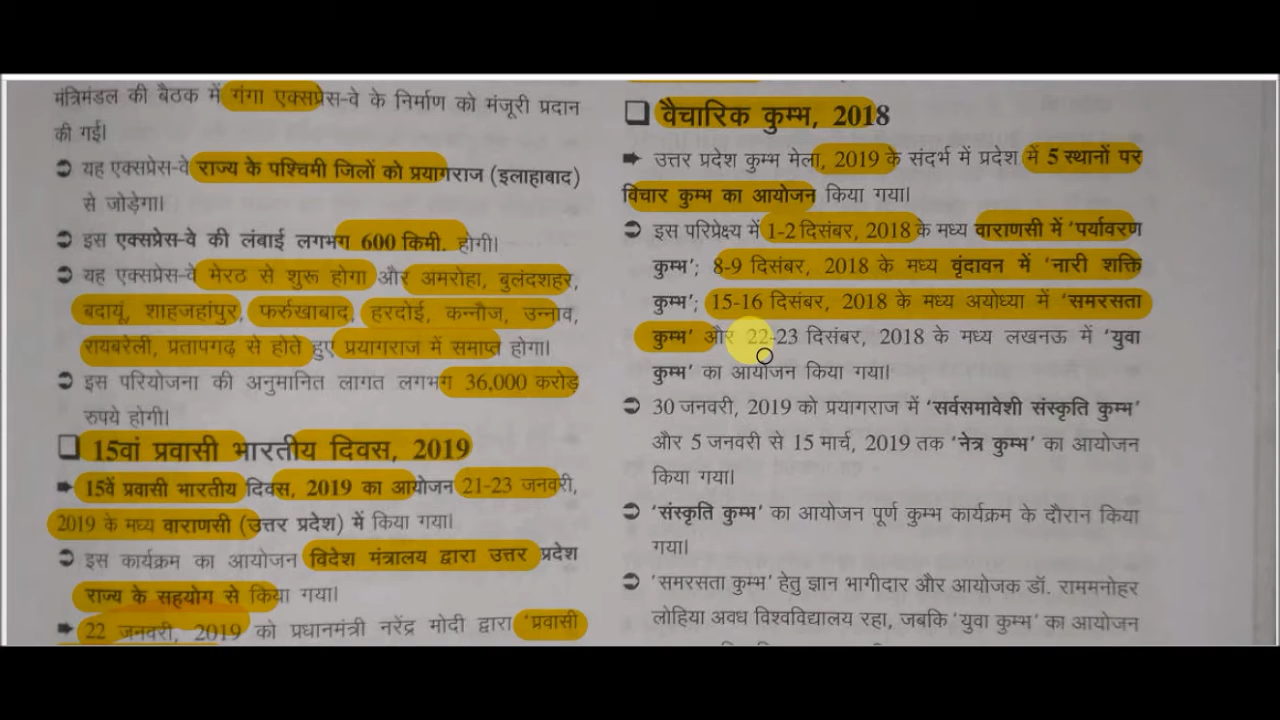 मंत्रिमंडल की बैठक में गंगा एक्सप्रेस-वे के निर्माण को मंजूरी प्रदान
की गई।
➲ यह एक्सप्रेस-वे राज्य के पश्चिमी जिलों को प्रयागराज (इलाहाबाद)
से जोड़ेगा।
➲ इस एक्सप्रेस-वे की लंबाई लगभग 600 किमी. होगी।
➲ यह एक्सप्रेस-वे मेरठ से शुरू होगा और अमरोहा, बुलंदशहर,
बदायूं, शाहजहांपुर, फर्रुखाबाद, हरदोई, कन्नौज, उन्नाव,
रायबरेली, प्रतापगढ़ से होते हुए प्रयागराज में समाप्त होगा।
➲ इस परियोजना की अनुमानित लागत लगभग 36,000 करोड़
रुपये होगी।
❑ 15वां प्रवासी भारतीय दिवस, 2019
➨ 15वें प्रवासी भारतीय दिवस, 2019 का आयोजन 21-23 जनवरी,
2019 के मध्य वाराणसी (उत्तर प्रदेश) में किया गया।
➲ इस कार्यक्रम का आयोजन विदेश मंत्रालय द्वारा उत्तर प्रदेश
राज्य के सहयोग से किया गया।
➨ 22 जनवरी, 2019 को प्रधानमंत्री नरेंद्र मोदी द्वारा 'प्रवासी
❑ वैचारिक कुम्भ, 2018
➨ उत्तर प्रदेश कुम्भ मेला, 2019 के संदर्भ में प्रदेश में 5 स्थानों पर
विचार कुम्भ का आयोजन किया गया।
➲ इस परिप्रेक्ष्य में 1-2 दिसंबर, 2018 के मध्य वाराणसी में 'पर्यावरण
कुम्भ'; 8-9 दिसंबर, 2018 के मध्य वृंदावन में 'नारी शक्ति
कुम्भ'; 15-16 दिसंबर, 2018 के मध्य अयोध्या में 'समरसता
कुम्भ' और 22-23 दिसंबर, 2018 के मध्य लखनऊ में 'युवा
कुम्भ' का आयोजन किया गया।
➲ 30 जनवरी, 2019 को प्रयागराज में 'सर्वसमावेशी संस्कृति कुम्भ'
और 5 जनवरी से 15 मार्च, 2019 तक 'नेत्र कुम्भ' का आयोजन
किया गया।
➲ 'संस्कृति कुम्भ' का आयोजन पूर्ण कुम्भ कार्यक्रम के दौरान किया
गया।
➲ 'समरसता कुम्भ' हेतु ज्ञान भागीदार और आयोजक डॉ. राममनोहर
लोहिया अवध विश्वविद्यालय रहा, जबकि 'युवा कुम्भ' का आयोजन